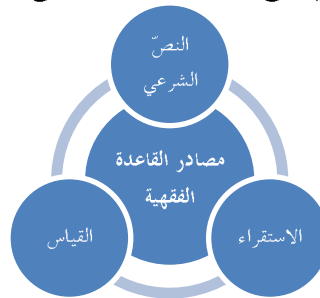 النصّ
الشرعي
مصادر القاعدة
الفقهية
الاستقراء
القياس